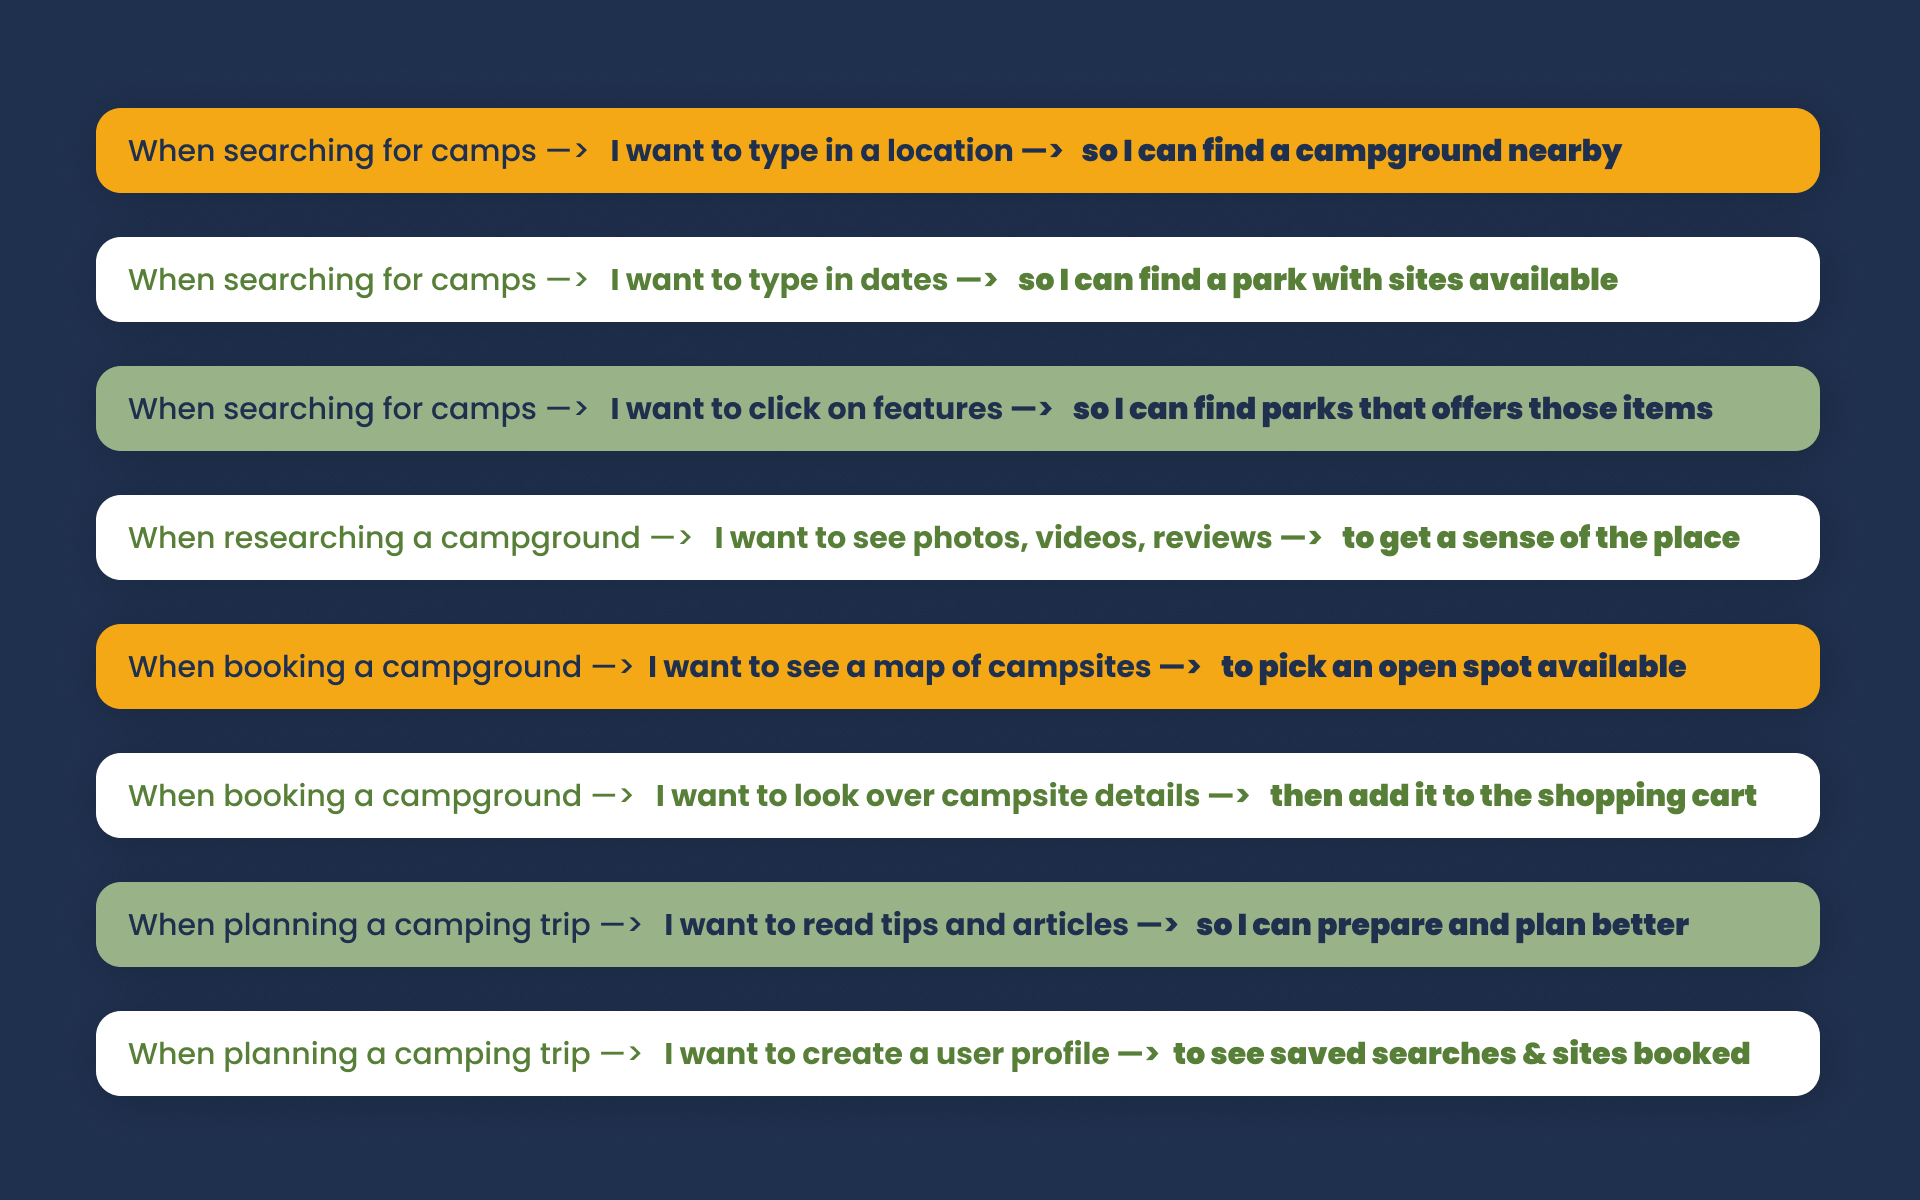 When searching for camps —> I want to type in a location —> so I can find a campground nearby
When searching for camps —> I want to type in dates —> so I can find a park with sites available
When searching for camps —> I want to click on features —> so I can find parks that offers those items
When researching a campground —> I want to see photos, videos, reviews —> to get a sense of the place
When booking a campground —> I want to see a map of campsites —> to pick an open spot available
When booking a campground —> I want to look over campsite details —> then add it to the shopping cart
When planning a camping trip —> I want to read tips and articles —> so I can prepare and plan better
When planning a camping trip —> I want to create a user profile —> to see saved searches & sites booked